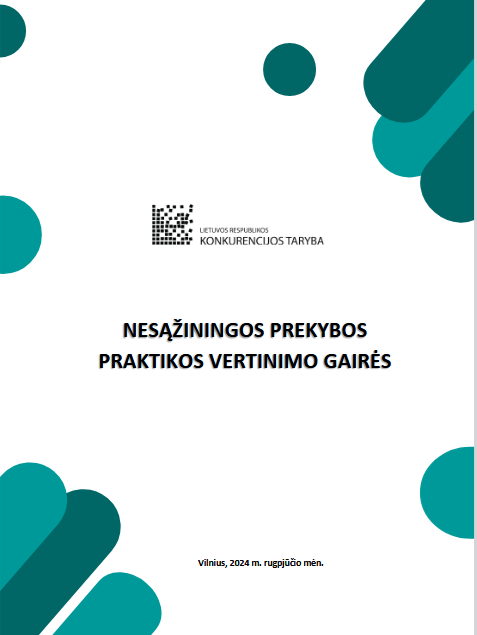 LIETUVOS RESPUBLIKOS
KONKURENCIJOS TARYBA
NESĄŽININGOS PREKYBOS
PRAKTIKOS VERTINIMO GAIRĖS
Vilnius, 2024 m. rugpjūčio mėn.